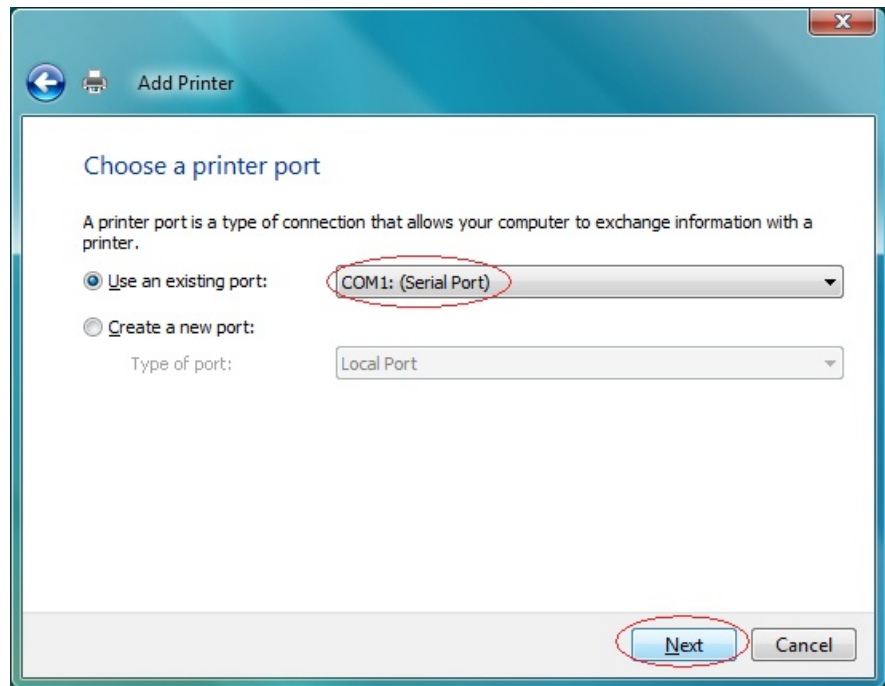 X
Add Printer
Choose a printer port
A printer port is a type of connection that allows your computer to exchange information with a
printer.
Use an existing port: COM1: (Serial Port)
Create a new port:
Type of port: Local Port
Next Cancel